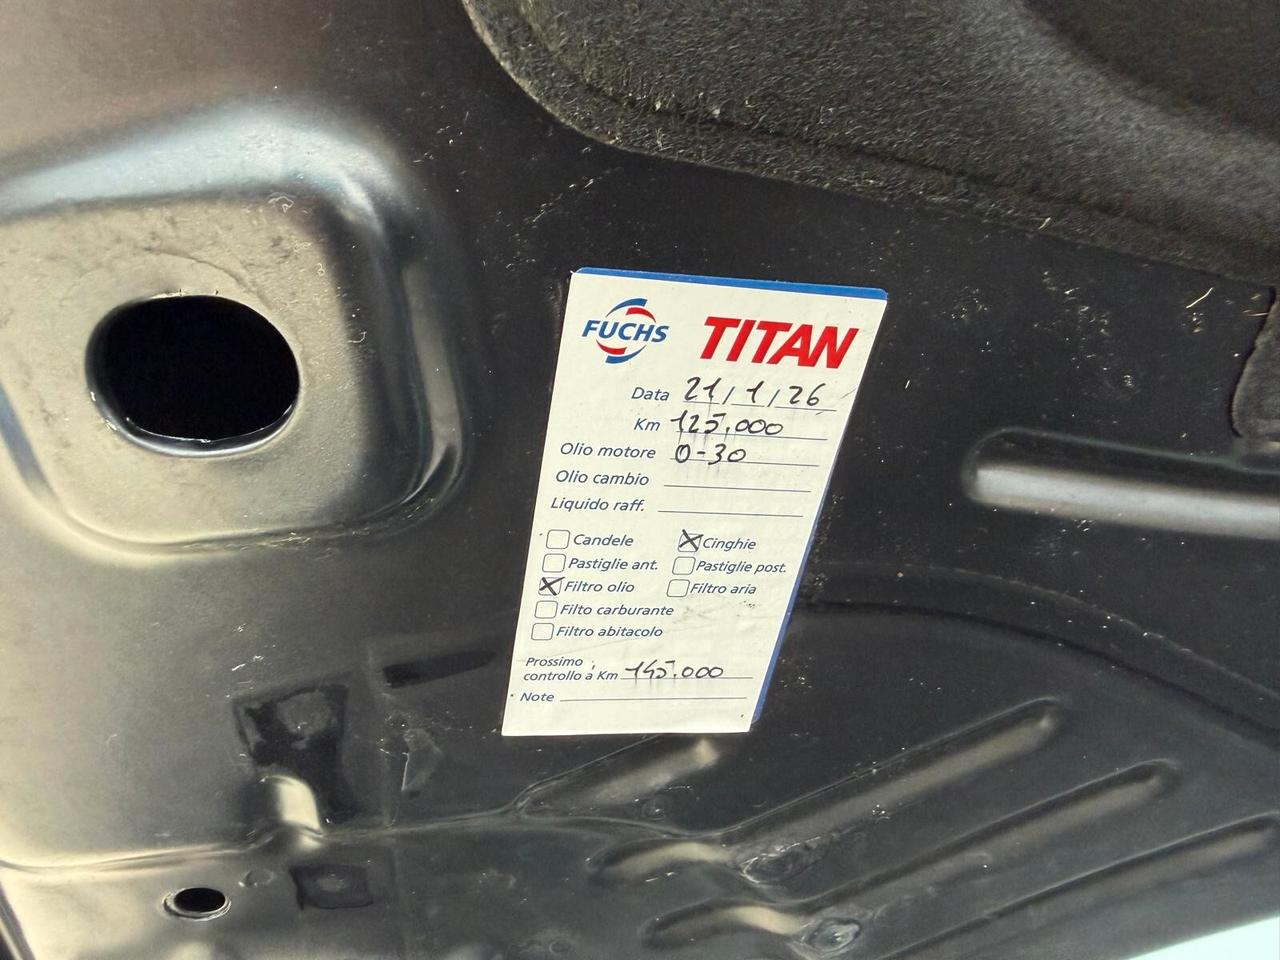 FUCHS TITAN
Data 21/1/26
Km 125.000
Olio motore 0-30
Olio cambio
Liquido raff.
Candele Cinghie
Pastiglie ant. Pastiglie post.
Filtro olio Filtro aria
Filto carburante
Filtro abitacolo
Prossimo
controllo a Km 145.000
Note